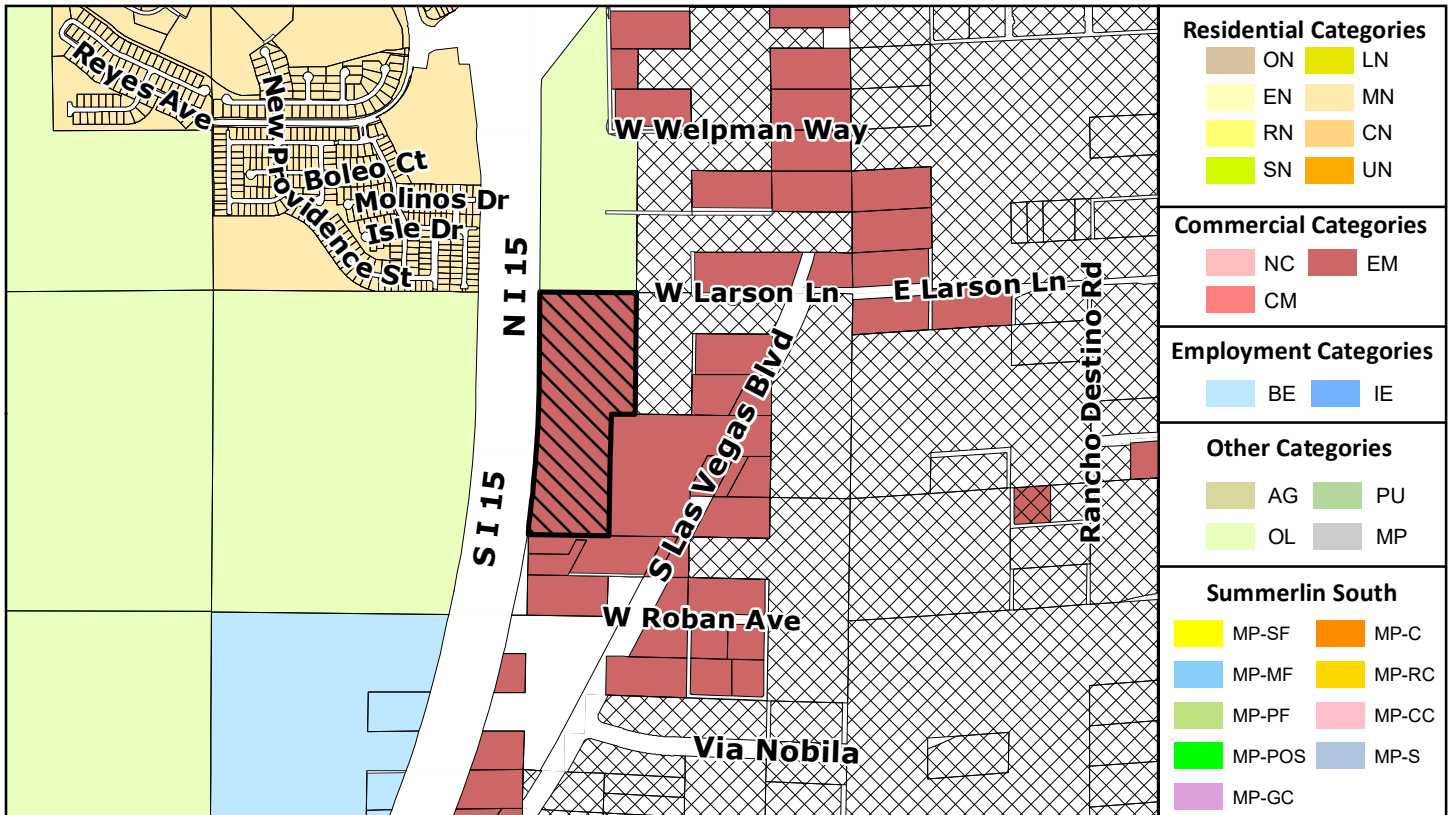 Reyes Ave
New Providence St
Boleo Ct
Molinos Dr
Isle Dr
N I 15
S I 15
W Welpman Way
W Larson Ln
E Larson Ln
S Las Vegas Blvd
Rancho Destino Rd
W Roban Ave
Via Nobila
Residential Categories
ON LN
EN MN
RN CN
SN UN
Commercial Categories
NC EM
CM
Employment Categories
BE IE
Other Categories
AG PU
OL MP
Summerlin South
MP-SF MP-C
MP-MF MP-RC
MP-PF MP-CC
MP-POS MP-S
MP-GC